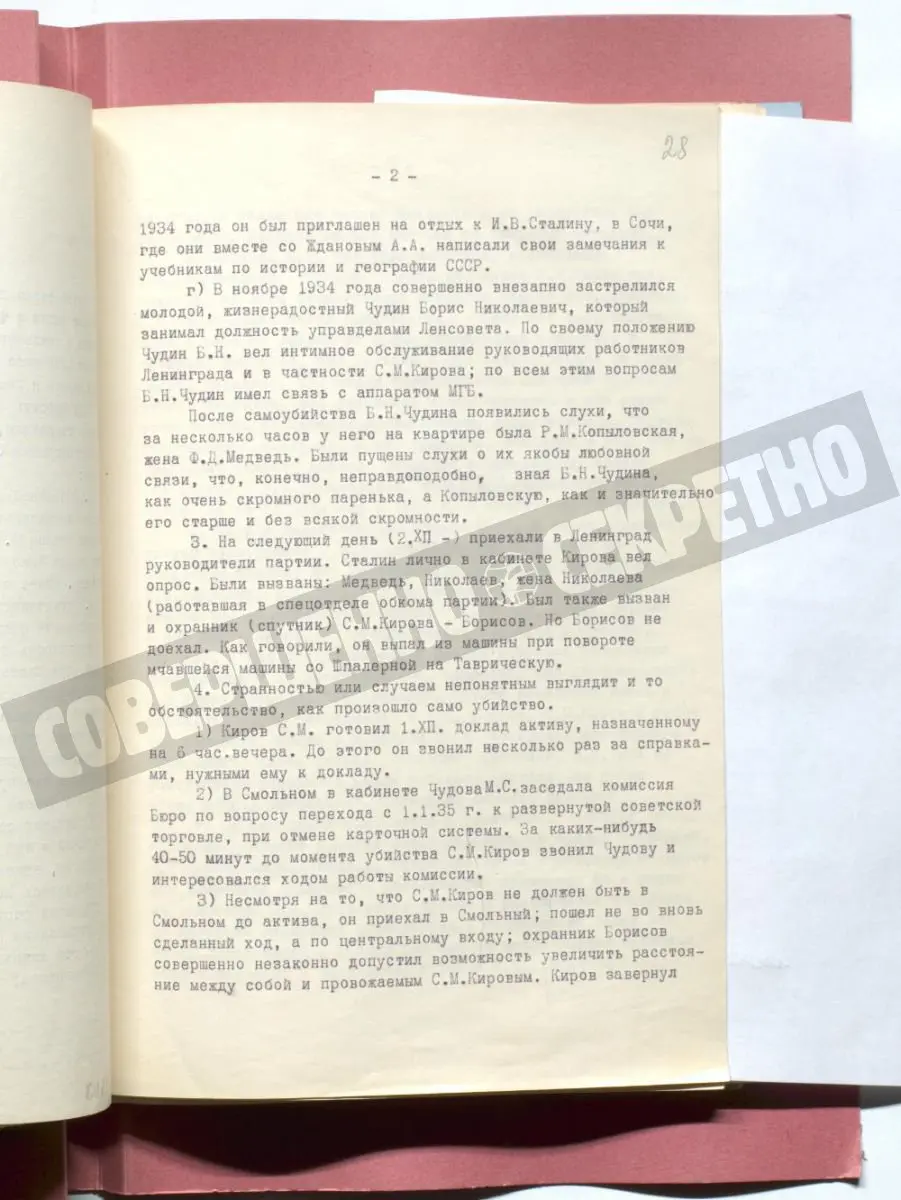 28
- 2 -
1934 года он был приглашен на отдых к И.В.Сталину, в Сочи,
где они вместе со Ждановым А.А. написали свои замечания к
учебникам по истории и географии СССР.
г) В ноябре 1934 года совершенно внезапно застрелился
молодой, жизнерадостный Чудин Борис Николаевич, который
занимал должность управделами Ленсовета. По своему положению
Чудин Б.Н. вел интимное обслуживание руководящих работников
Ленинграда и в частности С.М.Кирова; по всем этим вопросам
Б.Н.Чудин имел связь с аппаратом МГБ.
После самоубийства Б.Н.Чудина появились слухи, что
за несколько часов у него на квартире была Р.М.Копыловская,
жена Ф.Д.Медведь. Были пущены слухи о их якобы любовной
связи, что, конечно, неправдоподобно, зная Б.Н.Чудина,
как очень скромного паренька, а Копыловскую, как и значительно
его старше и без всякой скромности.
3. На следующий день (2.ХП -) приехали в Ленинград
руководители партии. Сталин лично в кабинете Кирова вел
опрос. Были вызваны: Медведь, Николаев, жена Николаева
(работавшая в спецотделе обкома партии). Был также вызван
и охранник (спутник) С.М.Кирова - Борисов. Но Борисов не
доехал. Как говорили, он выпал из машины при повороте
мчавшейся машины со Шпалерной на Таврическую.
4. Странностью или случаем непонятным выглядит и то
обстоятельство, как произошло само убийство.
1) Киров С.М. готовил 1.ХП. доклад активу, назначенному
на 6 час.вечера. До этого он звонил несколько раз за справка-
ми, нужными ему к докладу.
2) В Смольном в кабинете Чудова М.С. заседала комиссия
Бюро по вопросу перехода с 1.1.35 г. к развернутой советской
торговле, при отмене карточной системы. За каких-нибудь
40-50 минут до момента убийства С.М.Киров звонил Чудову и
интересовался ходом работы комиссии.
3) Несмотря на то, что С.М.Киров не должен быть в
Смольном до актива, он приехал в Смольный; пошел не во вновь
сделанный ход, а по центральному входу; охранник Борисов
совершенно незаконно допустил возможность увеличить расстоя-
ние между собой и провожаемым С.М.Кировым. Киров завернул
СОВЕРШЕННО СЕКРЕТНО